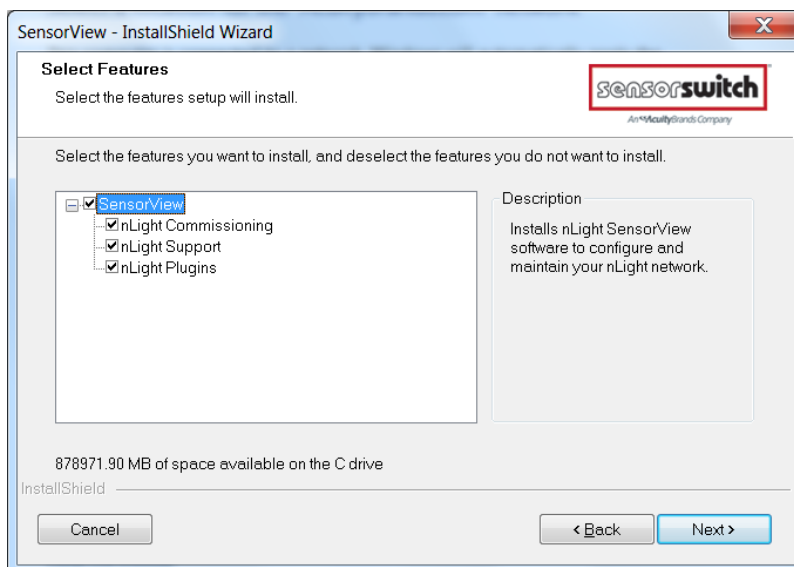 SensorView - InstallShield Wizard
X
Select Features
Select the features setup will install.
sensorswitch
An AcuityBrands Company
Select the features you want to install, and deselect the features you do not want to install.
SensorView
nLight Commissioning
nLight Support
nLight Plugins
Description
Installs nLight SensorView
software to configure and
maintain your nLight network.
878971.90 MB of space available on the C drive
InstallShield
Cancel
< Back
Next >